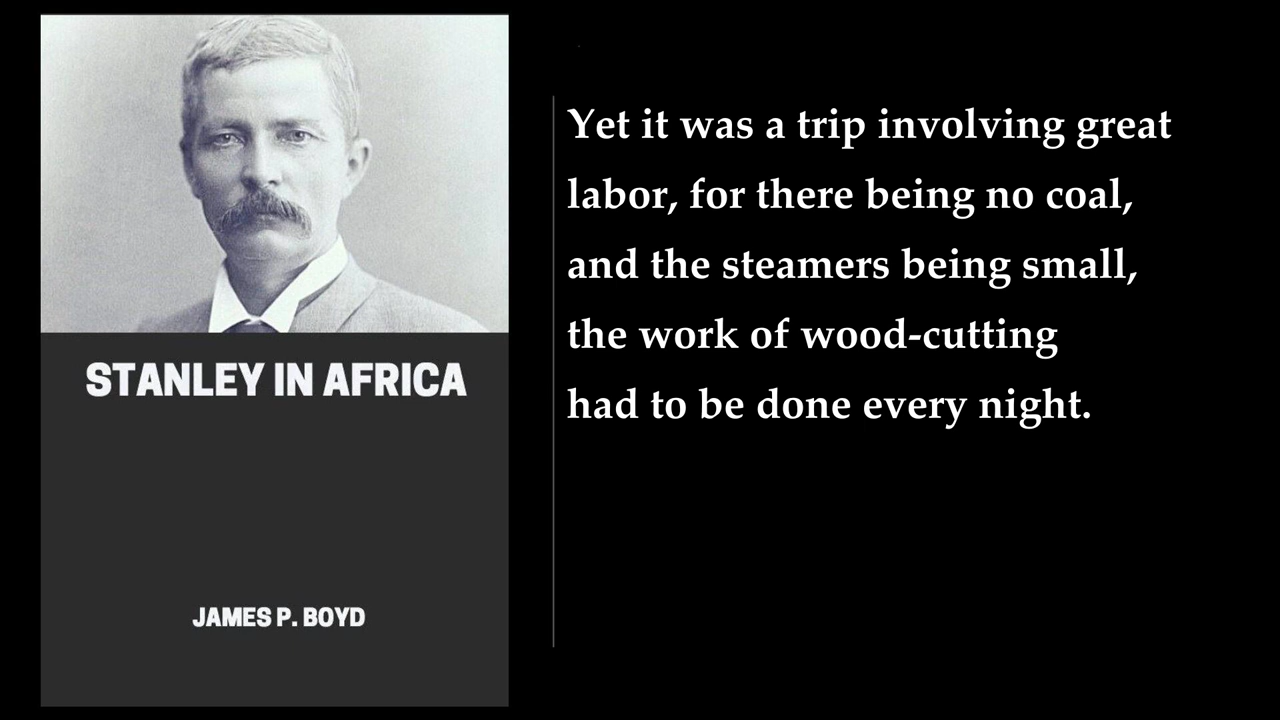 STANLEY IN AFRICA
JAMES P. BOYD
Yet it was a trip involving great
labor, for there being no coal,
and the steamers being small,
the work of wood-cutting
had to be done every night.